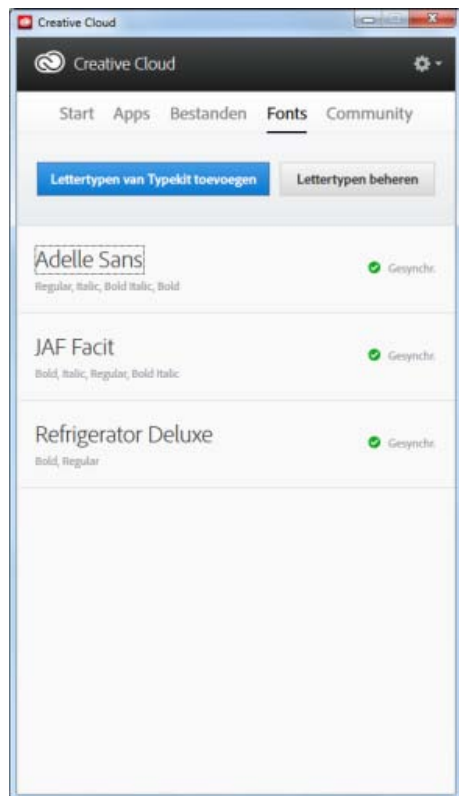 Creative Cloud
Creative Cloud
Start Apps Bestanden Fonts Community
Lettertypen van Typekit toevoegen Lettertypen beheren
Adelle Sans
Gesynchr.
Regular, Italic, Bold Italic, Bold
JAF Facit
Gesynchr.
Bold, Italic, Regular, Bold Italic
Refrigerator Deluxe
Gesynchr.
Bold, Regular